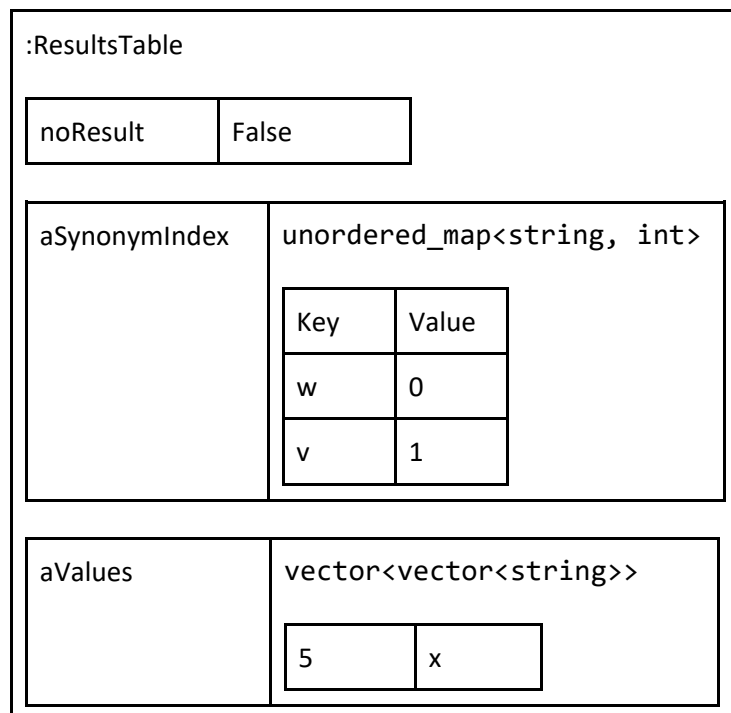 :ResultsTable
noResult False
aSynonymIndex unordered_map<string, int>
Key Value
w 0
v 1
aValues vector<vector<string>>
5 x